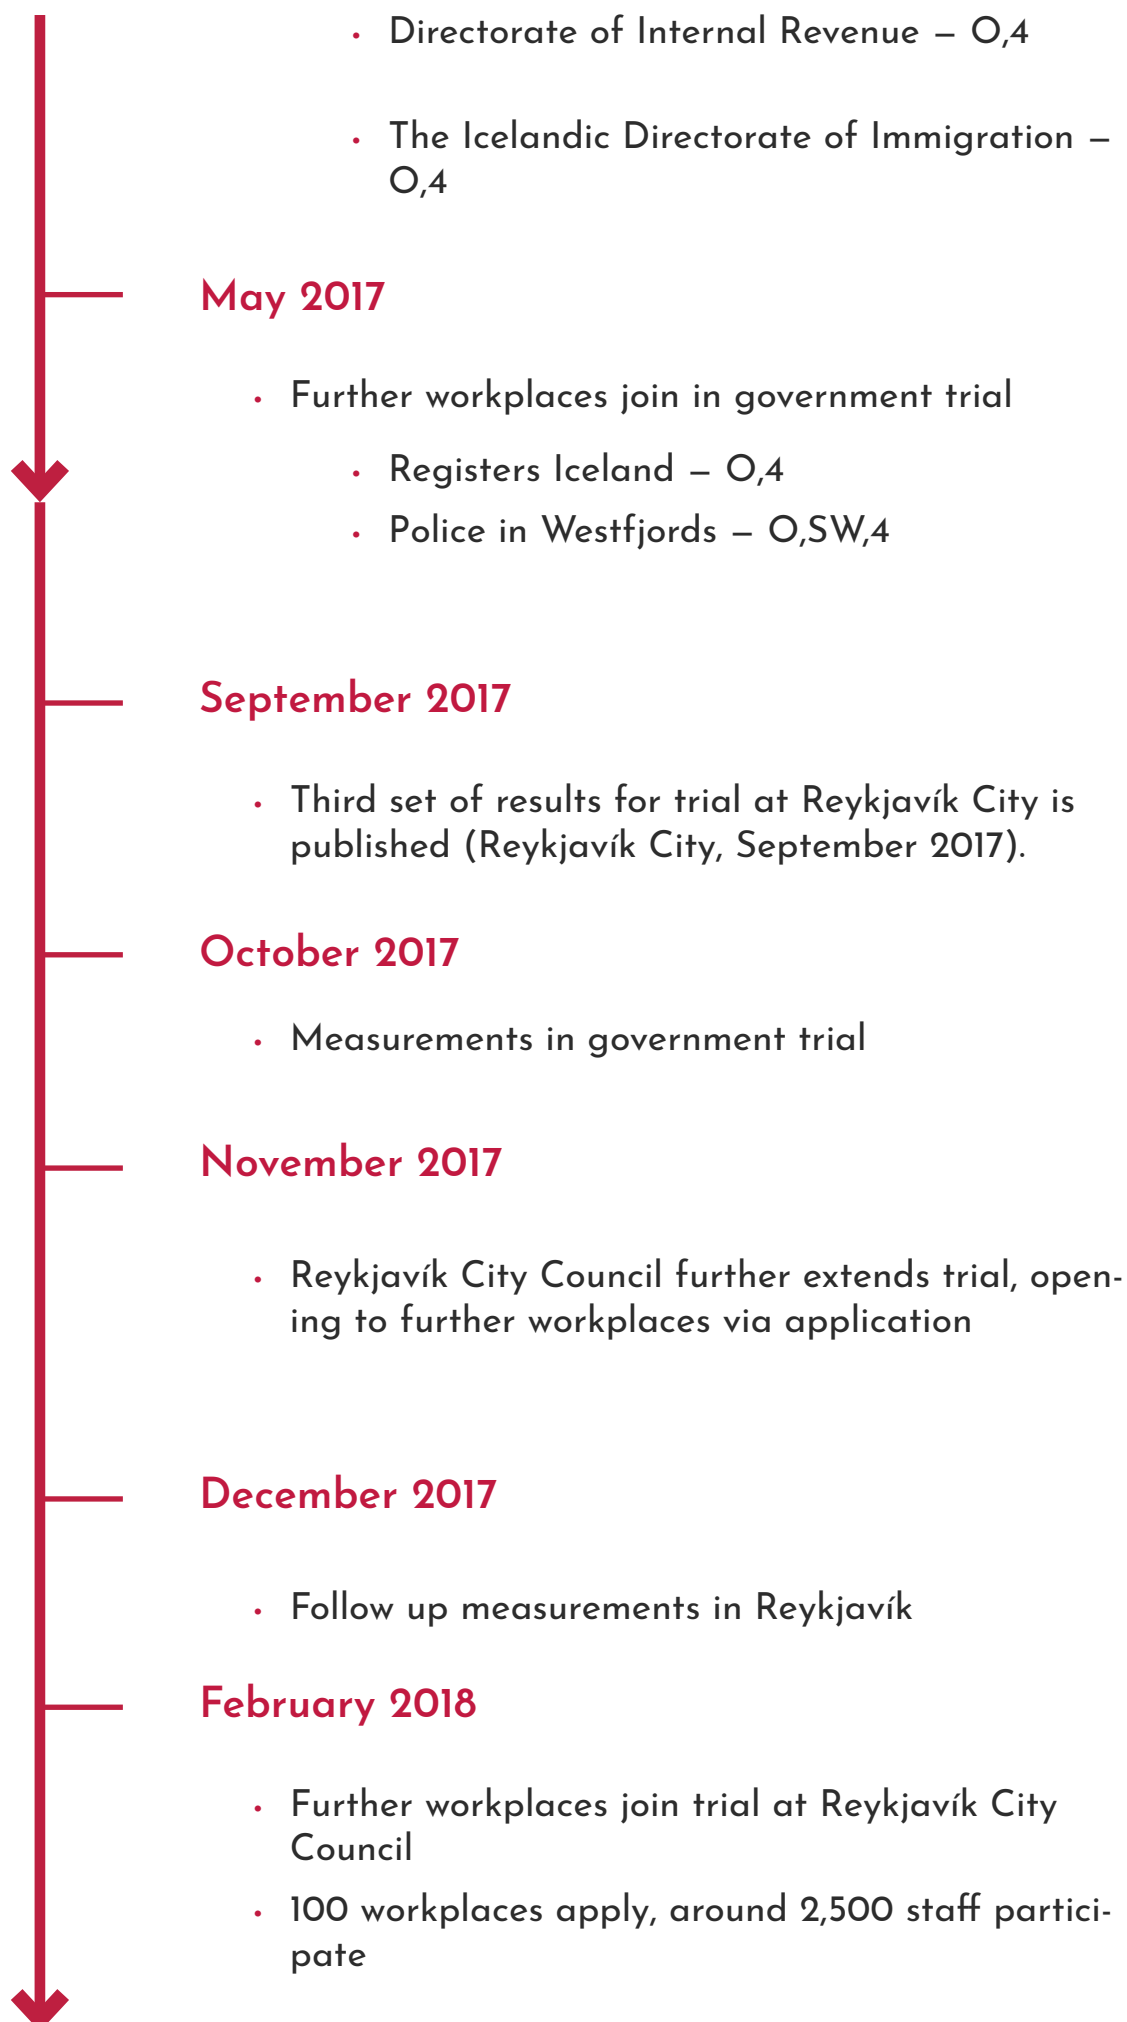 • Directorate of Internal Revenue – O,4
• The Icelandic Directorate of Immigration –
O,4
May 2017
• Further workplaces join in government trial
• Registers Iceland – O,4
• Police in Westfjords – O,SW,4
September 2017
• Third set of results for trial at Reykjavík City is
published (Reykjavík City, September 2017).
October 2017
• Measurements in government trial
November 2017
• Reykjavík City Council further extends trial, open-
ing to further workplaces via application
December 2017
• Follow up measurements in Reykjavík
February 2018
• Further workplaces join trial at Reykjavík City
Council
• 100 workplaces apply, around 2,500 staff partici-
pate